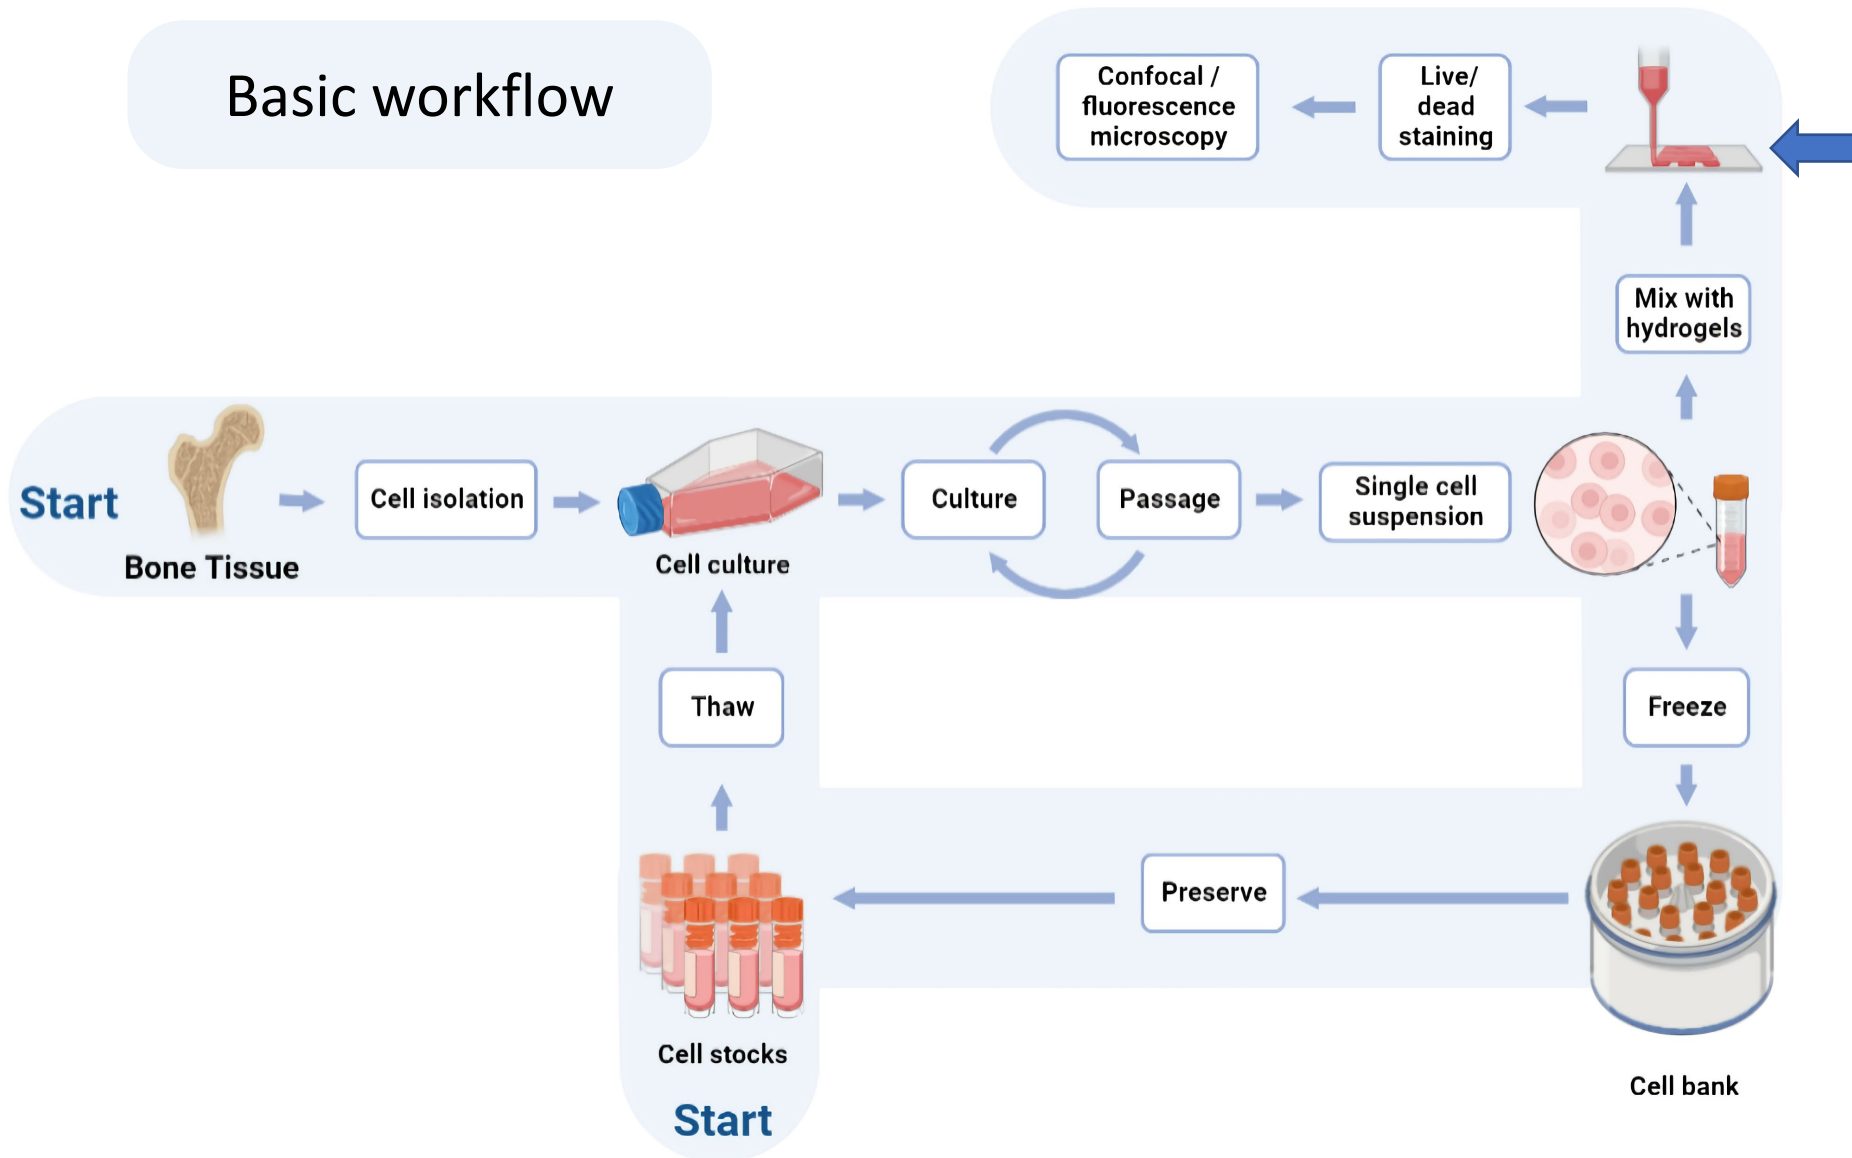 Basic workflow
Confocal /
fluorescence
microscopy
Live/
dead
staining
Mix with
hydrogels
Start
Bone Tissue
Cell isolation
Cell culture
Culture
Passage
Single cell
suspension
Thaw
Freeze
Preserve
Cell stocks
Start
Cell bank